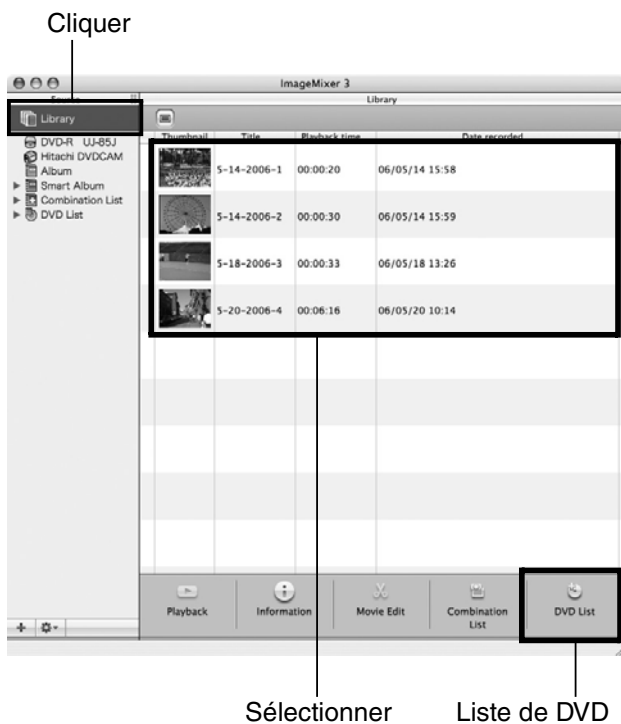 Cliquer
ImageMixer 3
Source
Library
Library
DVD-R UJ-85J
Hitachi DVDCAM
Album
Smart Album
Combination List
DVD List
Thumbnail Title Playback time Date recorded
5-14-2006-1 00:00:20 06/05/14 15:58
5-14-2006-2 00:00:30 06/05/14 15:59
5-18-2006-3 00:00:33 06/05/18 13:26
5-20-2006-4 00:06:16 06/05/20 10:14
Playback Information Movie Edit Combination DVD List
List
Sélectionner Liste de DVD